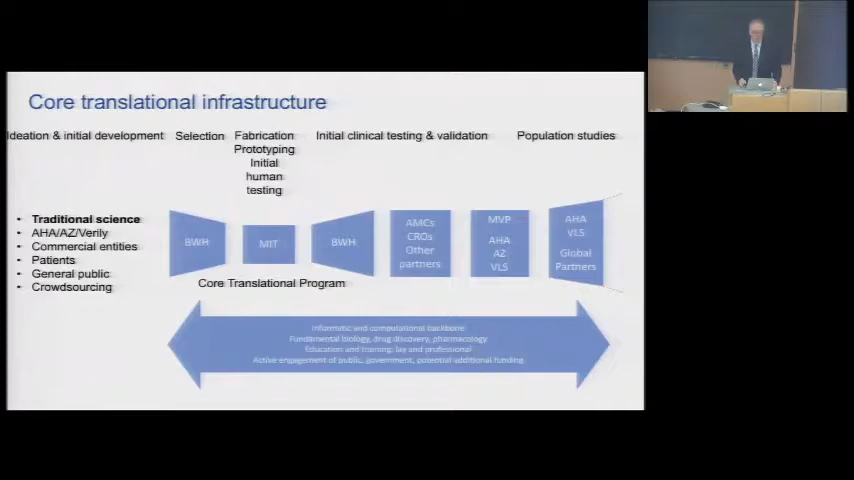 Core translational infrastructure
Ideation & initial development
Selection
Fabrication
Prototyping
Initial
human
testing
Initial clinical testing & validation
Population studies
• Traditional science
• AHA/AZ/Verily
• Commercial entities
• Patients
• General public
• Crowdsourcing
BWH
MIT
BWH
AMCs
CROs
Other
partners
MVP
AHA
AZ
VLS
AHA
VLS
Global
Partners
Core Translational Program
Informatic and computational backbone
Fundamental biology, drug discovery, pharmacology
Education and training: lay and professional
Active engagement of public, government, potential additional funding